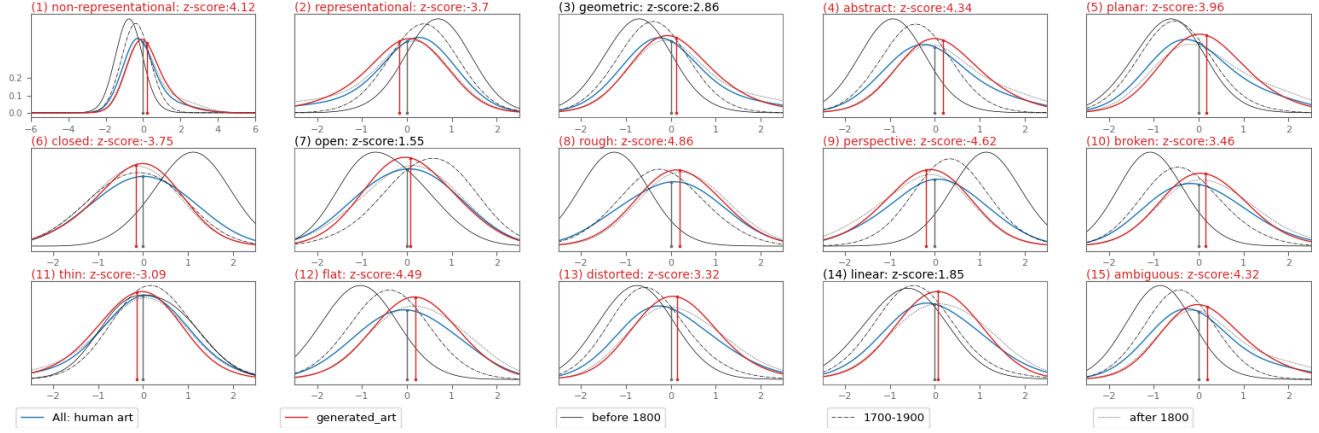 (1) non-representational: z-score:4.12
(2) representational: z-score:-3.7
(3) geometric: z-score:2.86
(4) abstract: z-score:4.34
(5) planar: z-score:3.96
0.2
0.0
-6 -4 -2 0 2 4 6
-2 -1 0 1 2
-2 -1 0 1 2
-2 -1 0 1 2
-2 -1 0 1 2
(6) closed: z-score:-3.75
(7) open: z-score:1.55
(8) rough: z-score:4.86
(9) perspective: z-score:-4.62
(10) broken: z-score:3.46
-2 -1 0 1 2
-2 -1 0 1 2
-2 -1 0 1 2
-2 -1 0 1 2
-2 -1 0 1 2
(11) thin: z-score:-3.09
(12) flat: z-score:4.49
(13) distorted: z-score:3.32
(14) linear: z-score:1.85
(15) ambiguous: z-score:4.32
-2 -1 0 1 2
-2 -1 0 1 2
-2 -1 0 1 2
-2 -1 0 1 2
-2 -1 0 1 2
All: human art
generated_art
before 1800
1700-1900
after 1800